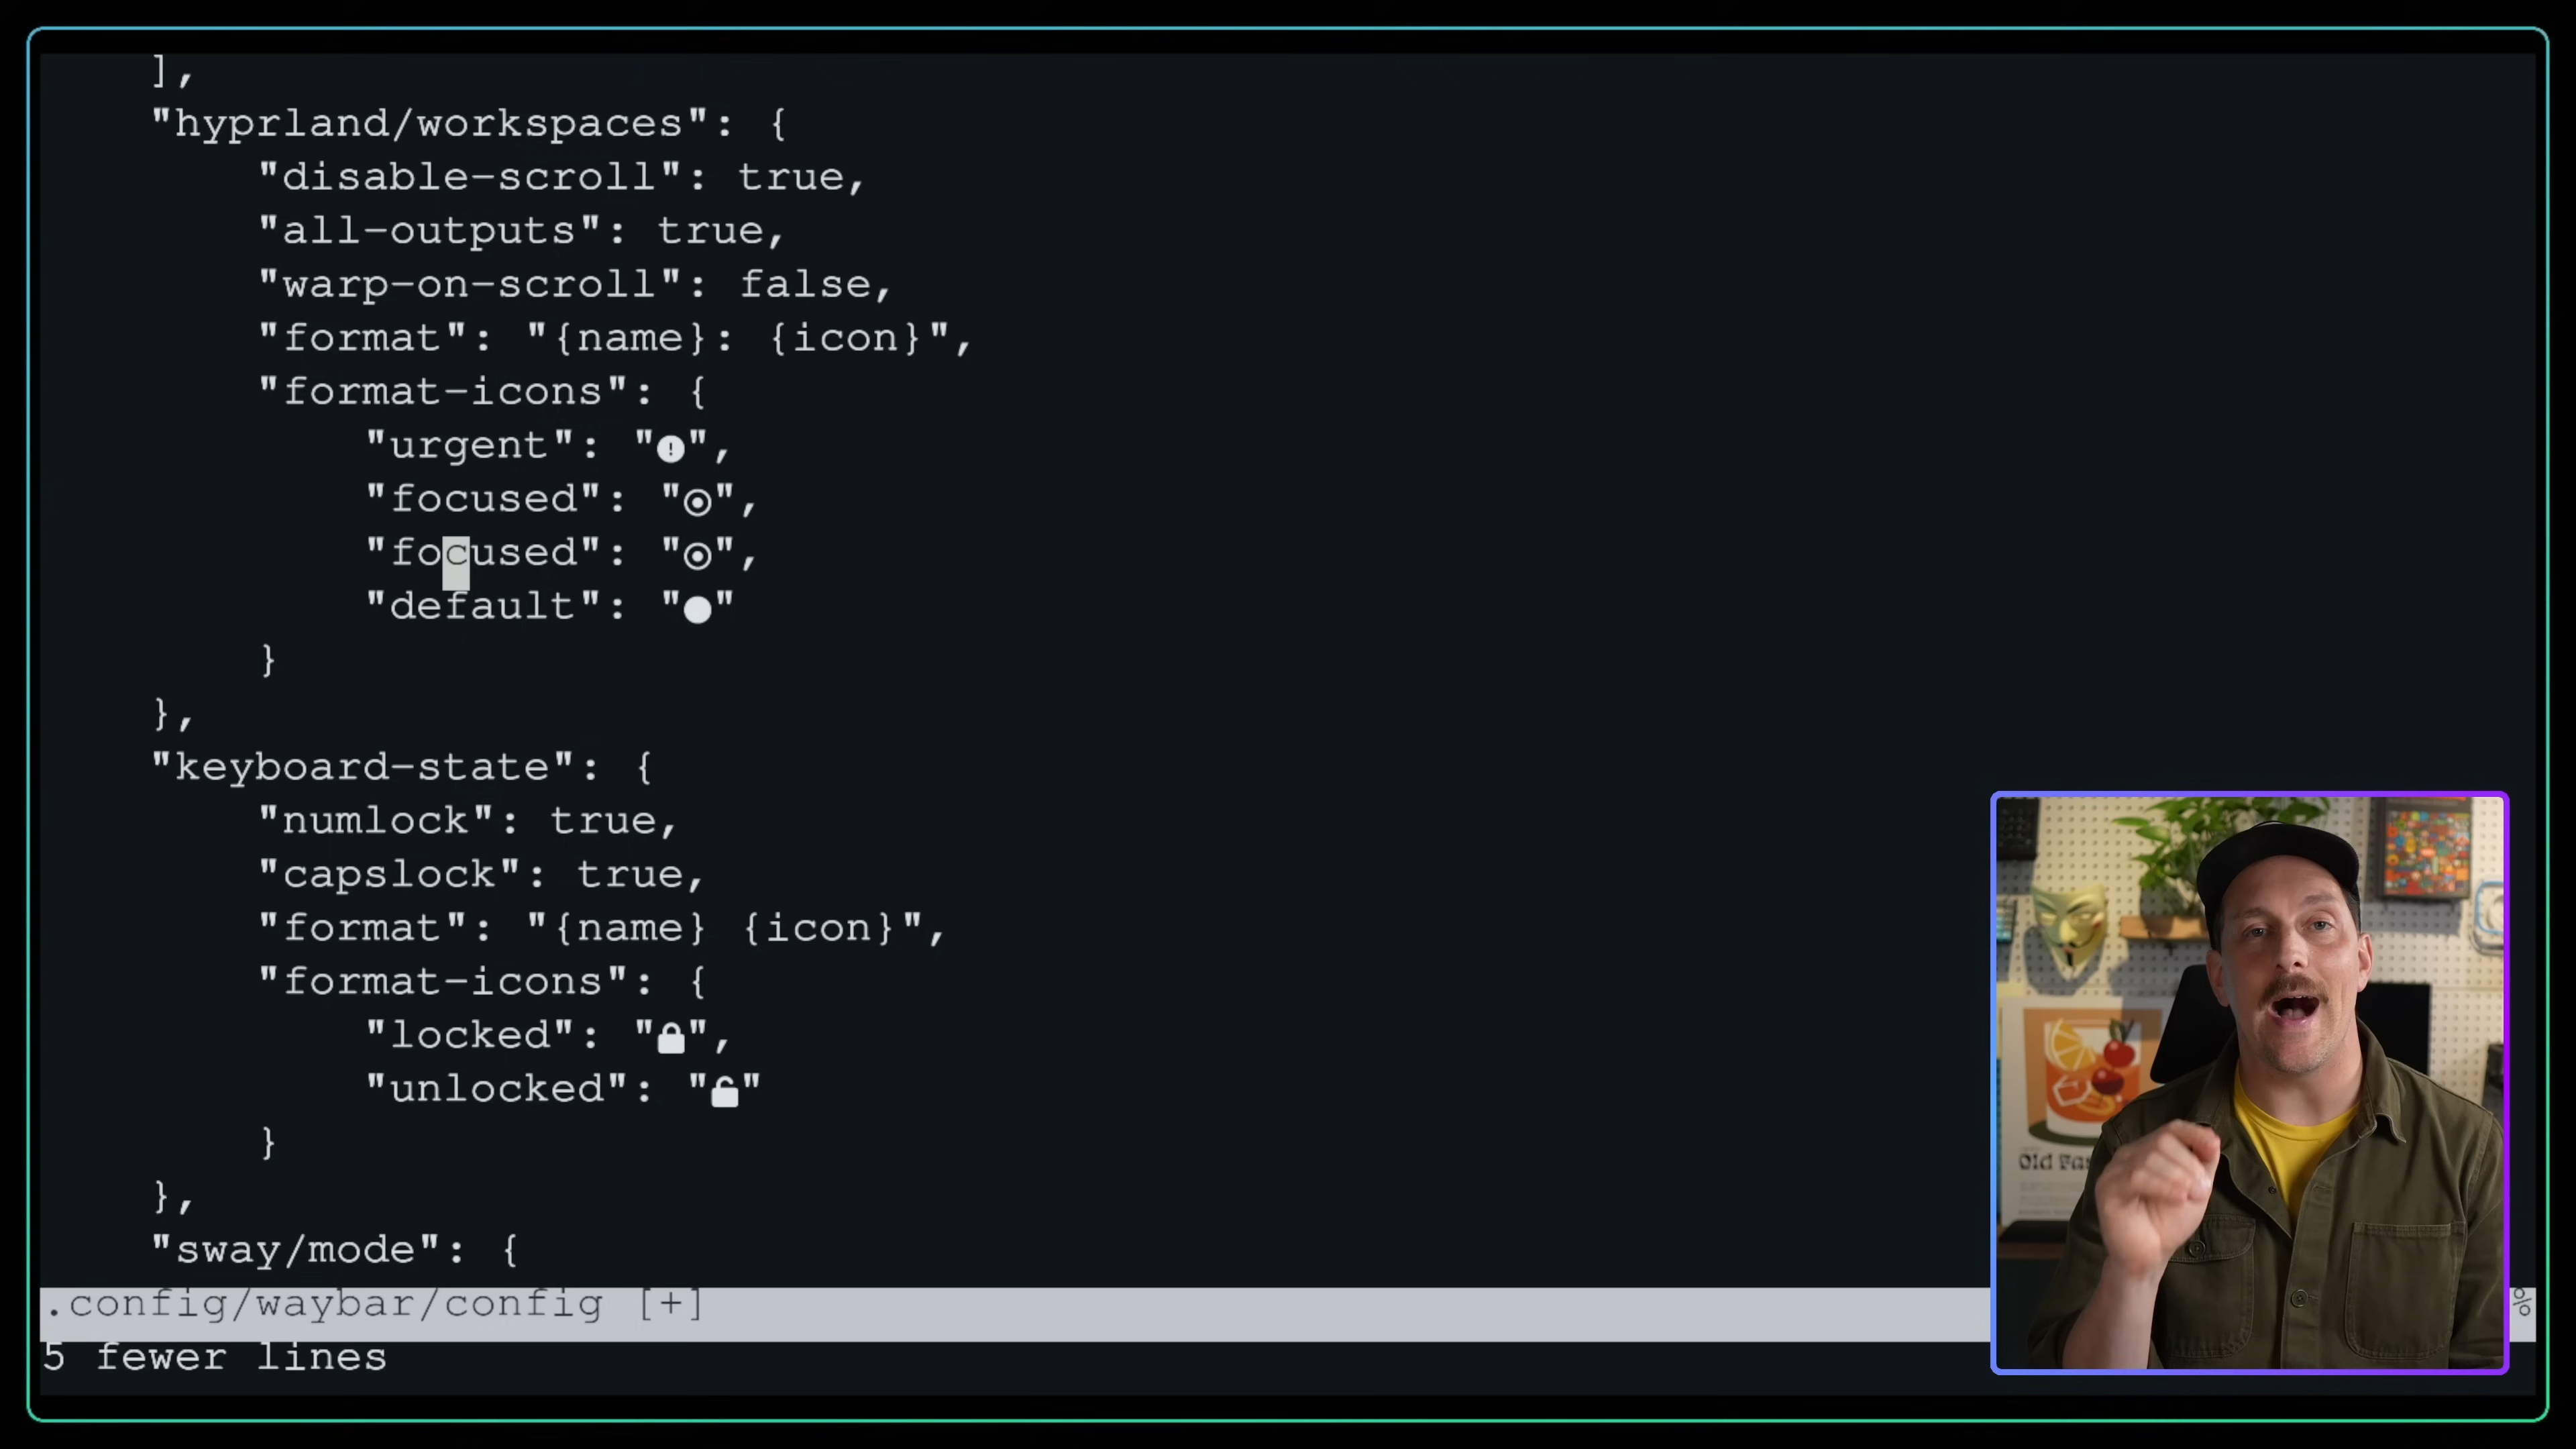 ],
"hyprland/workspaces": {
"disable-scroll": true,
"all-outputs": true,
"warp-on-scroll": false,
"format": "{name}: {icon}",
"format-icons": {
"urgent": "",
"focused": "",
"focused": "",
"default": ""
}
},
"keyboard-state": {
"numlock": true,
"capslock": true,
"format": "{name} {icon}",
"format-icons": {
"locked": "",
"unlocked": ""
}
},
"sway/mode": {
.config/waybar/config [+]
%
5 fewer lines
Old